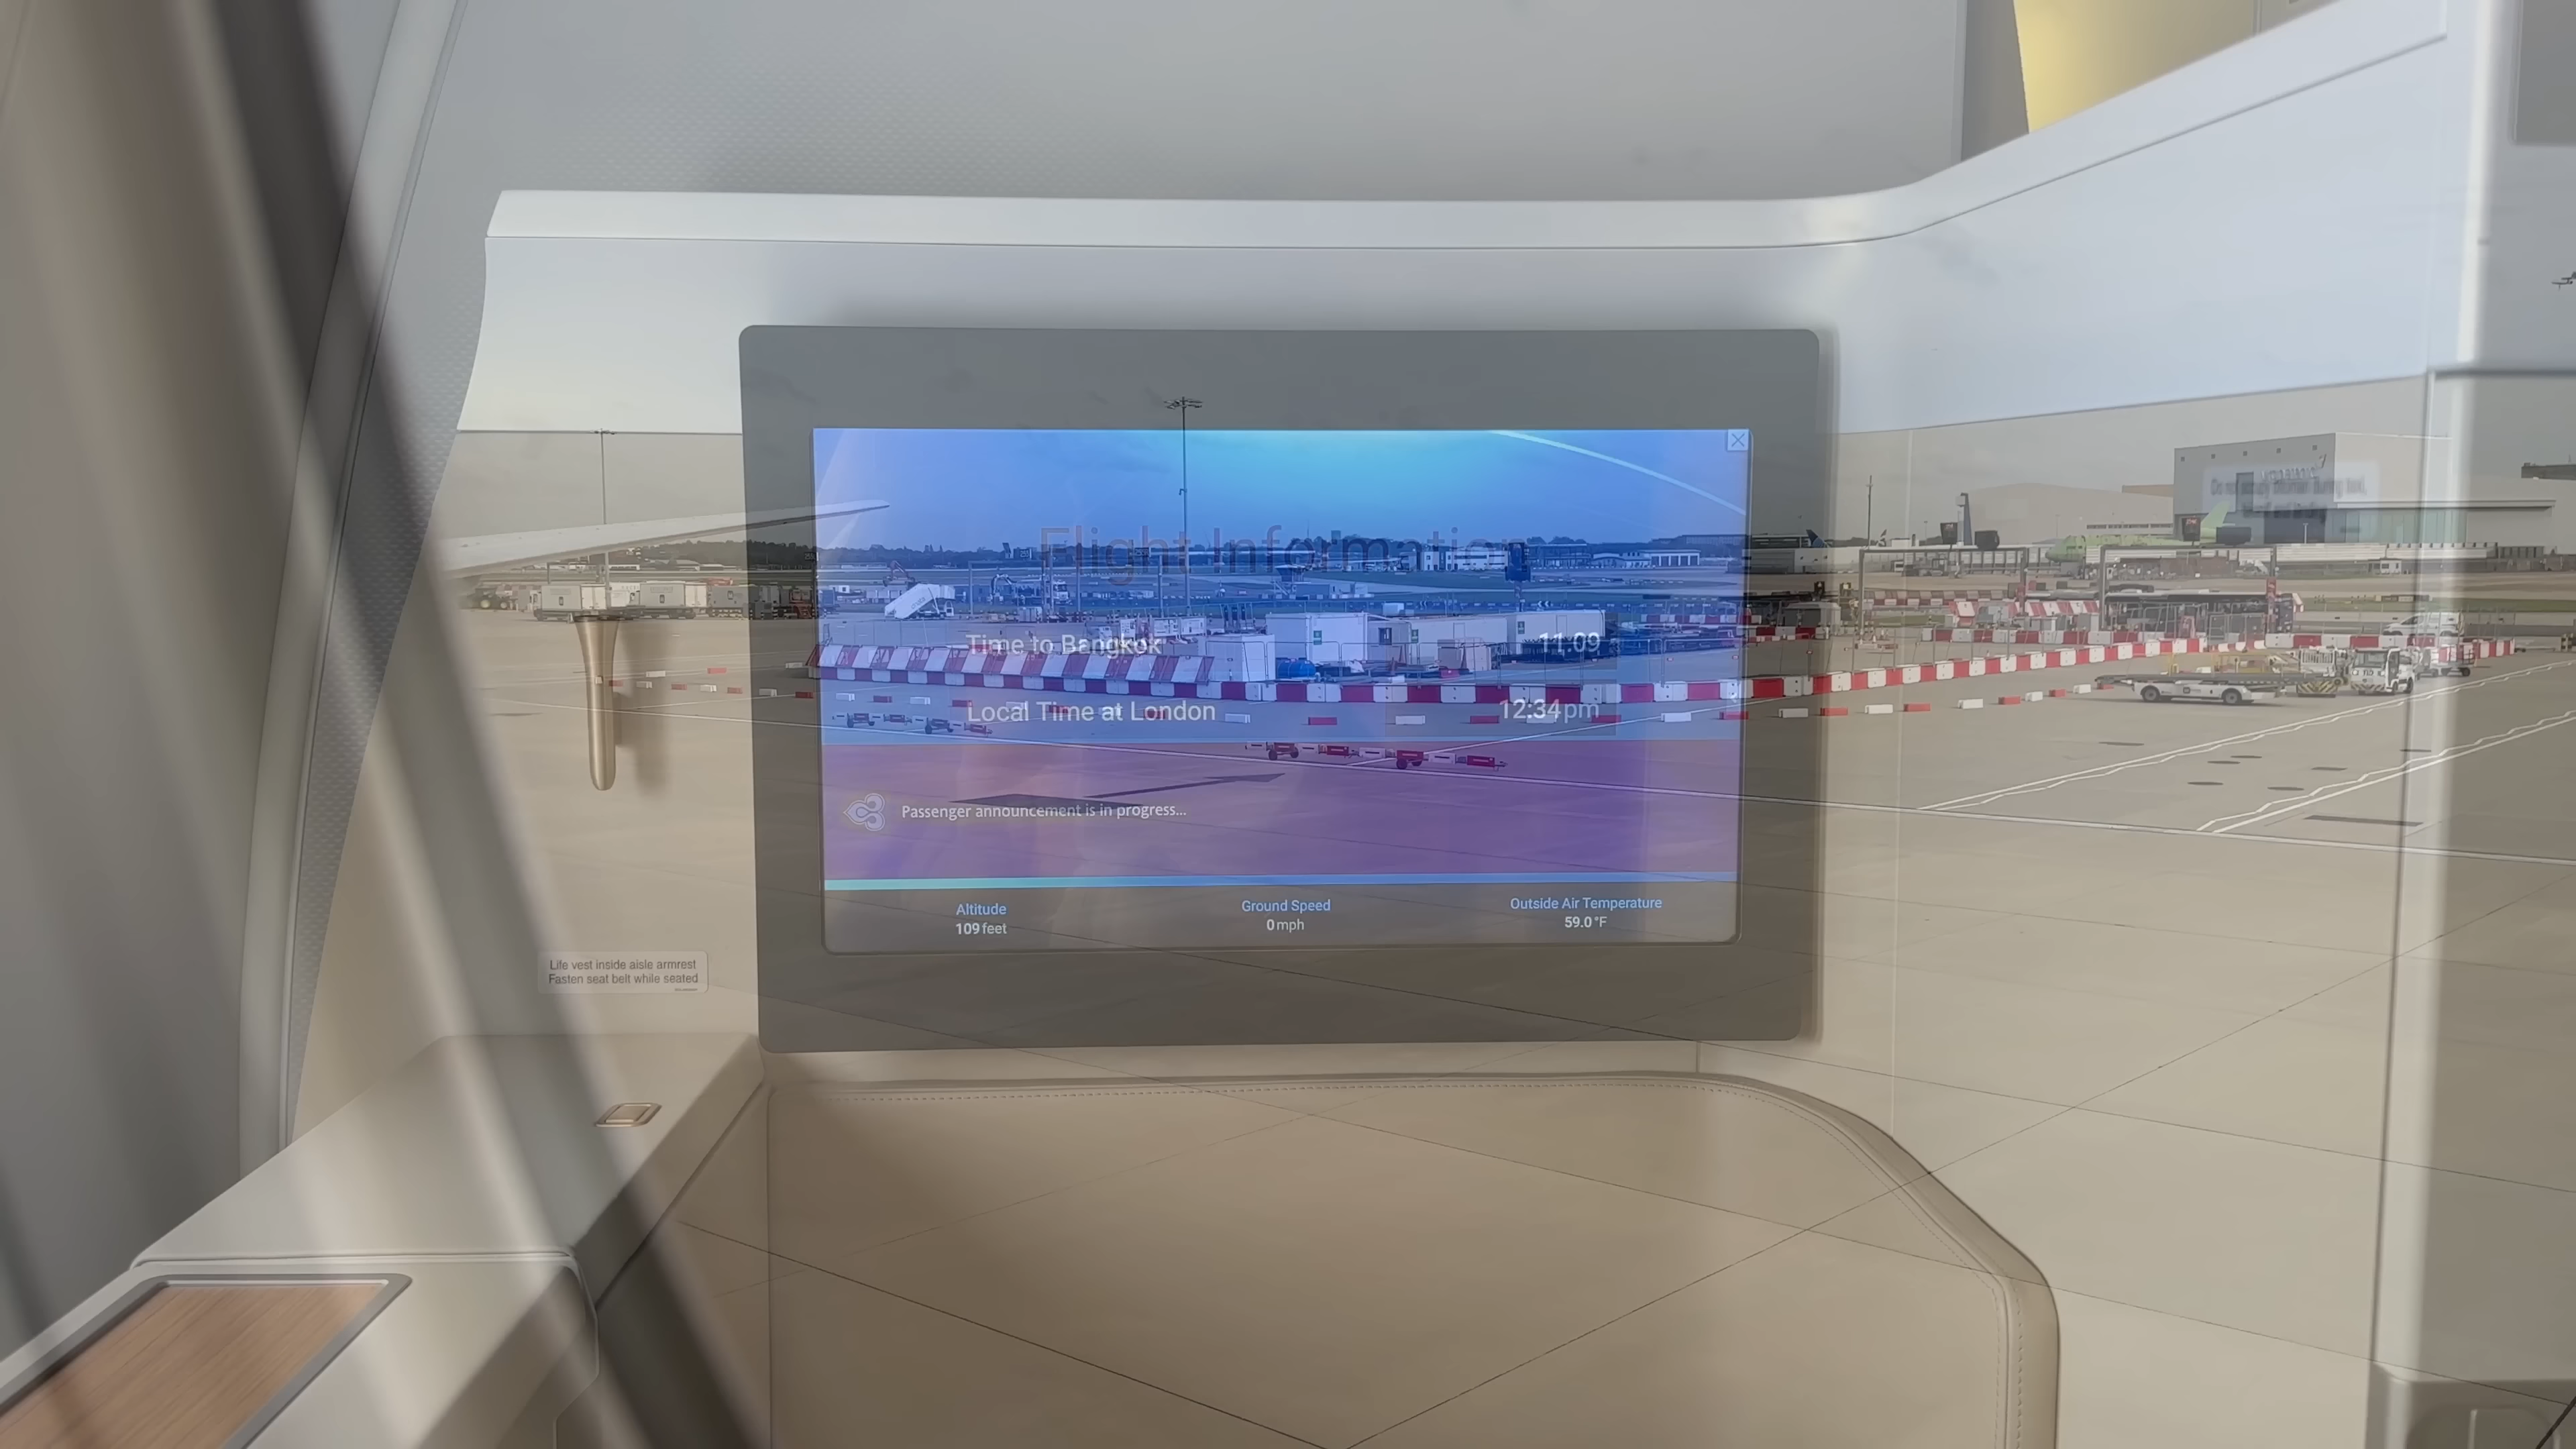 Flight Information
Time to Bangkok 11:09
Local Time at London 12:34pm
Passenger announcement is in progress...
Altitude
109 feet
Ground Speed
0 mph
Outside Air Temperature
59.0 °F
Life vest inside aisle armrest
Fasten seat belt while seated